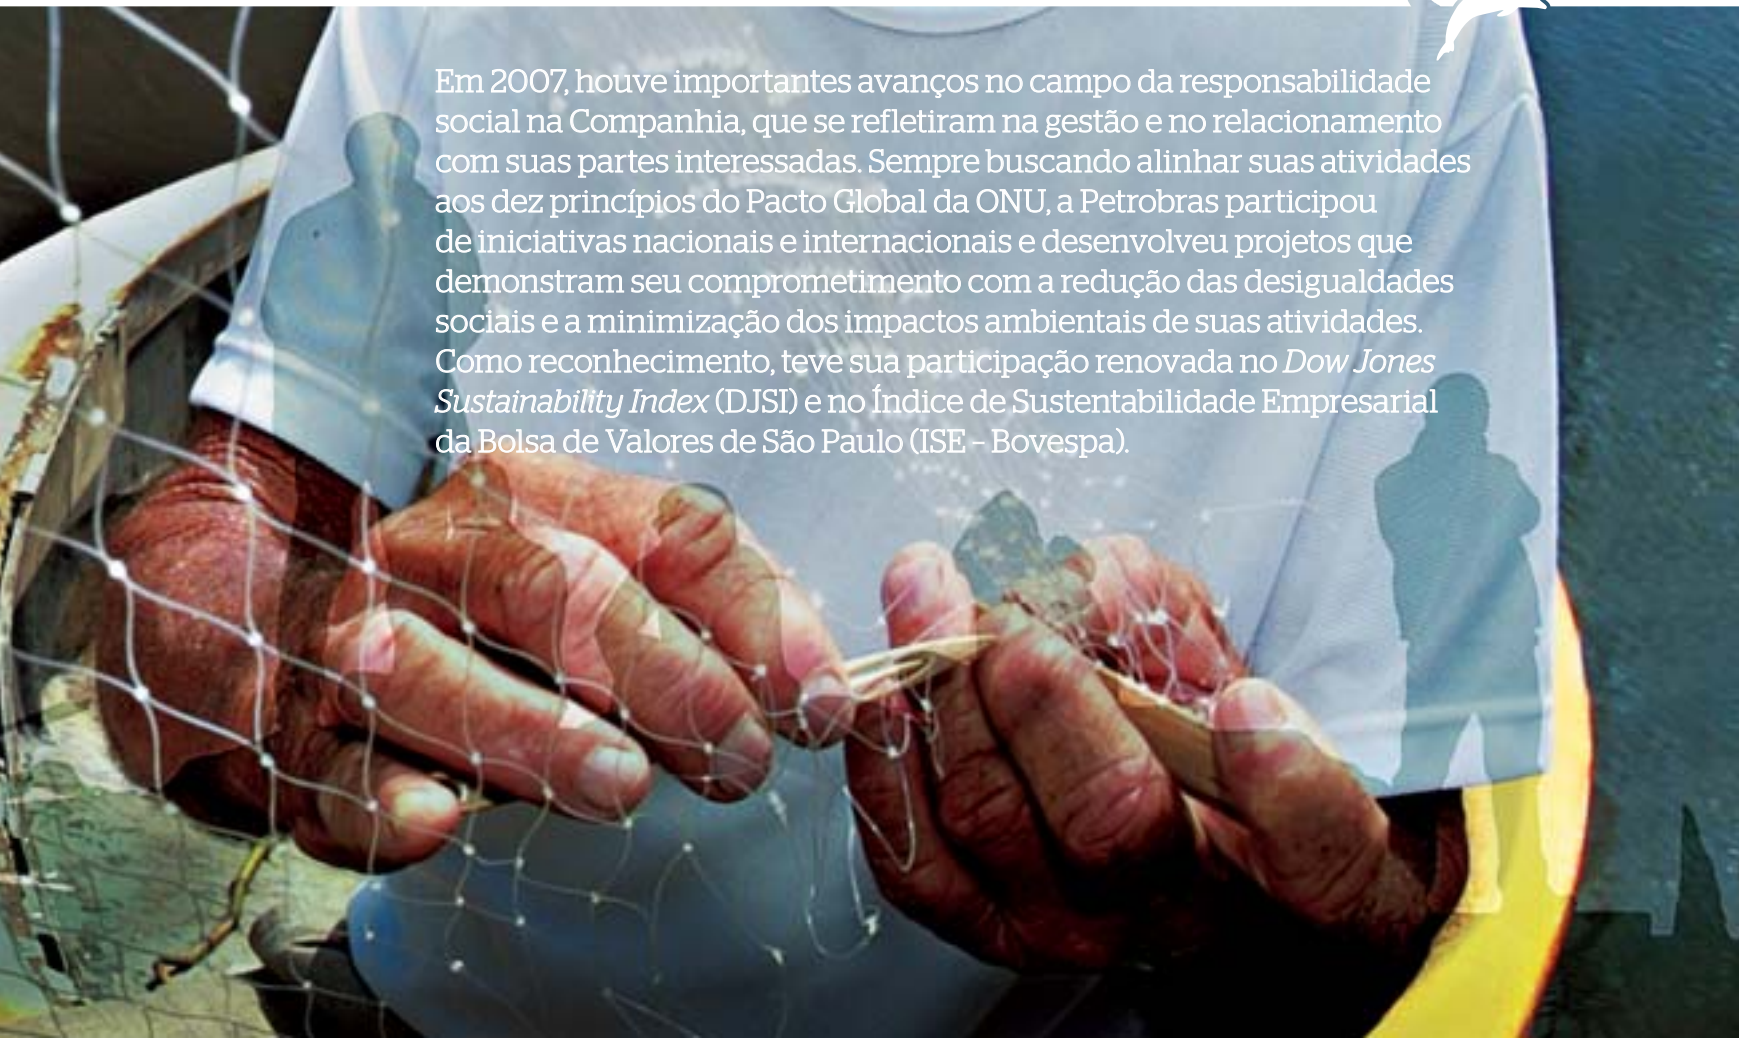 Em 2007, houve importantes avanços no campo da responsabilidade
social na Companhia, que se refletiram na gestão e no relacionamento
com suas partes interessadas. Sempre buscando alinhar suas atividades
aos dez princípios do Pacto Global da ONU, a Petrobras participou
de iniciativas nacionais e internacionais e desenvolveu projetos que
demonstram seu comprometimento com a redução das desigualdades
sociais e a minimização dos impactos ambientais de suas atividades.
Como reconhecimento, teve sua participação renovada no Dow Jones
Sustainability Index (DJSI) e no Índice de Sustentabilidade Empresarial
da Bolsa de Valores de São Paulo (ISE – Bovespa).